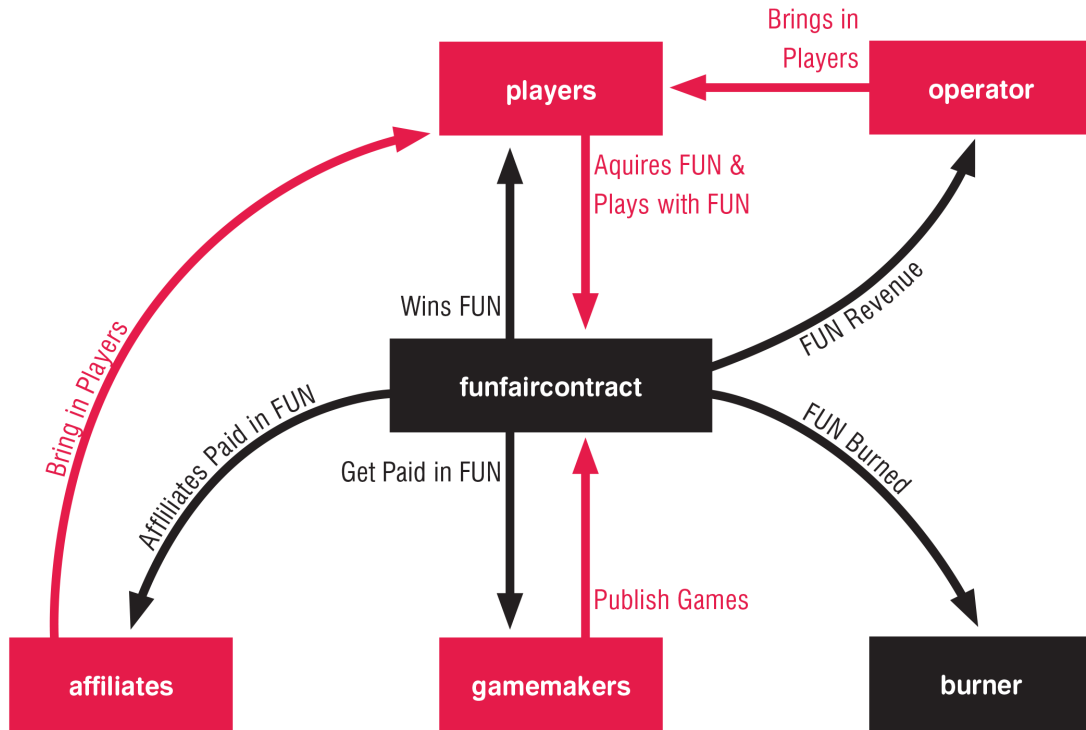 Brings in
Players
players
operator
Aquires FUN &
Plays with FUN
Wins FUN
FUN Revenue
Bring in Players
funfaircontract
Affliliates Paid in FUN
Get Paid in FUN
FUN Burned
Publish Games
affiliates
gamemakers
burner